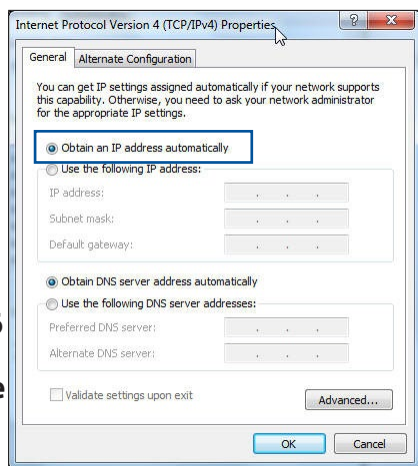 Internet Protocol Version 4 (TCP/IPv4) Properties
General Alternate Configuration
You can get IP settings assigned automatically if your network supports
this capability. Otherwise, you need to ask your network administrator
for the appropriate IP settings.
Obtain an IP address automatically
Use the following IP address:
IP address:
Subnet mask:
Default gateway:
Obtain DNS server address automatically
Use the following DNS server addresses:
Preferred DNS server:
Alternate DNS server:
Validate settings upon exit
Advanced...
OK Cancel